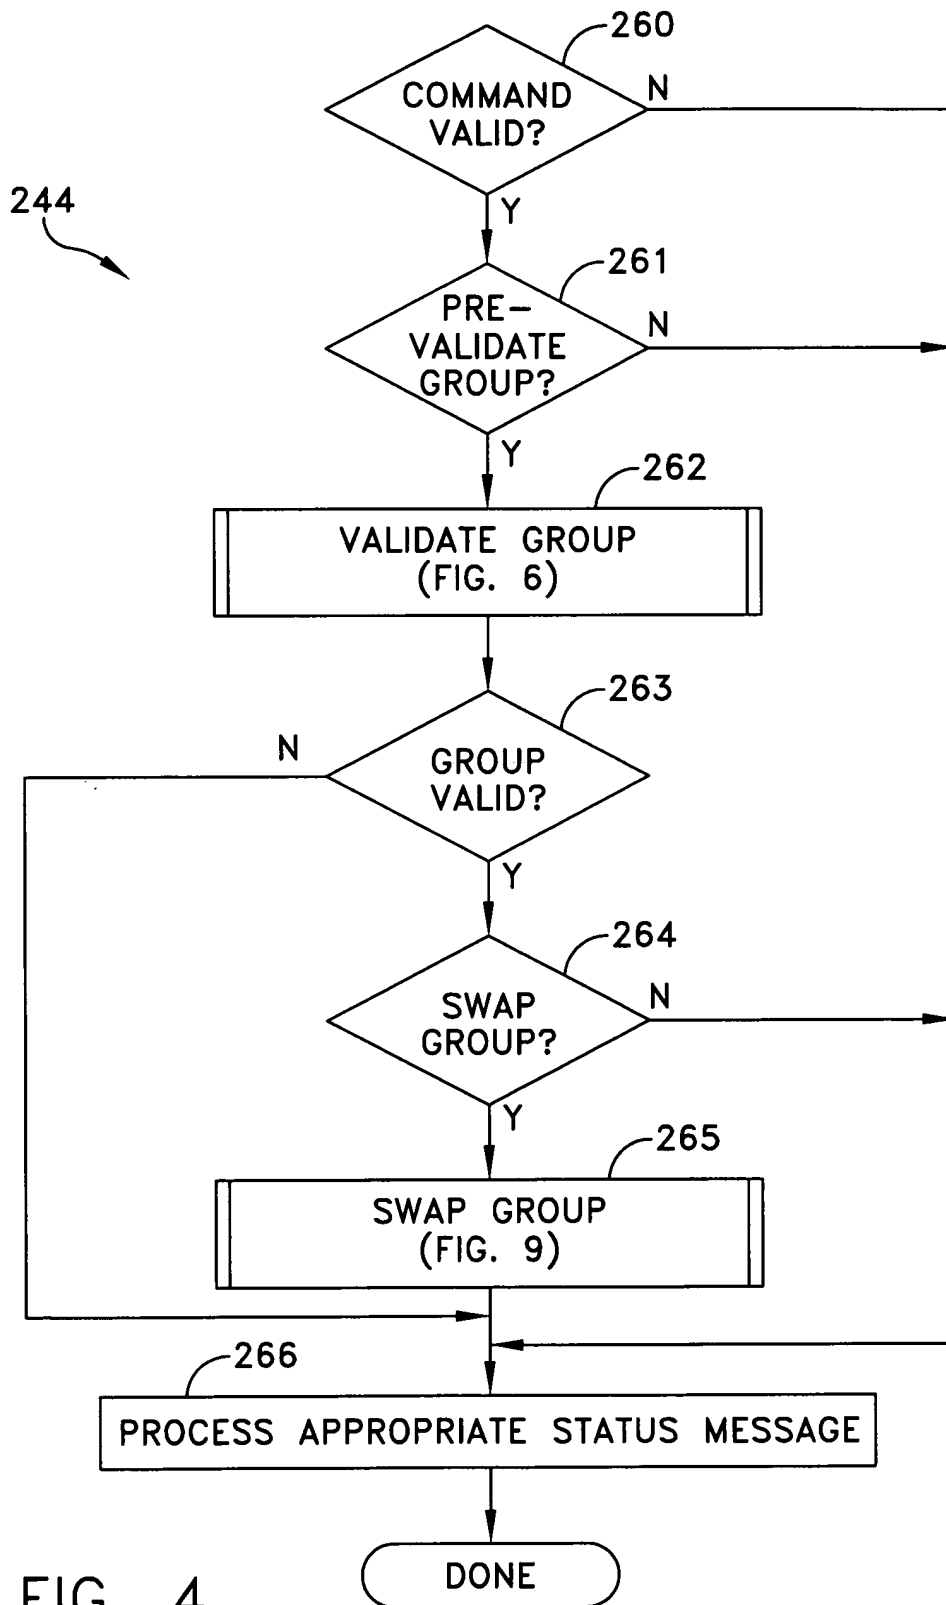 260
COMMAND
VALID?
N
Y
244
261
PRE-
VALIDATE
GROUP?
N
Y
262
VALIDATE GROUP
(FIG. 6)
263
N
GROUP
VALID?
Y
264
SWAP
GROUP?
N
Y
265
SWAP GROUP
(FIG. 9)
266
PROCESS APPROPRIATE STATUS MESSAGE
DONE
FIG. 4